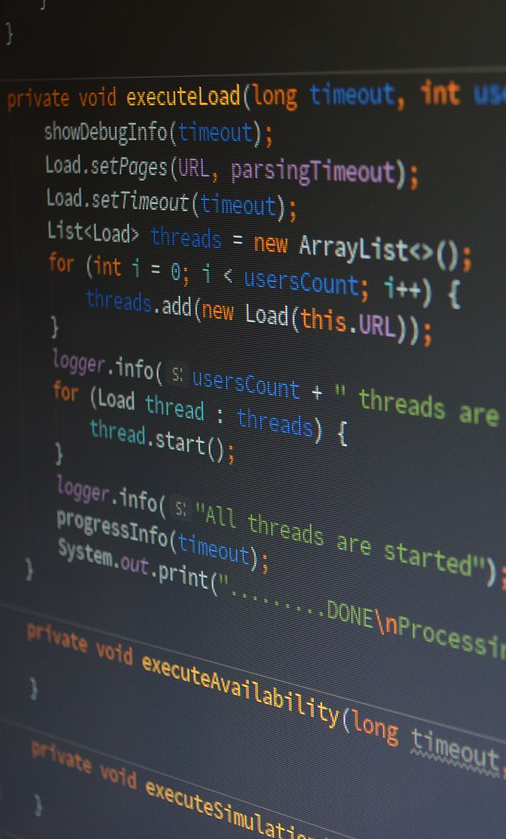 }
}
private void executeLoad(long timeout, int use
showDebugInfo(timeout);
Load.setPages(URL, parsingTimeout);
Load.setTimeout(timeout);
List<Load> threads = new ArrayList<>();
for (int i = 0; i < usersCount; i++) {
threads.add(new Load(this.URL));
}
logger.info( s: usersCount + " threads are
for (Load thread : threads) {
thread.start();
}
logger.info( s: "All threads are started");
progressInfo(timeout);
System.out.print(".........DONE\nProcessin
}
private void executeAvailability(long timeout,
}
private void executeSimulation
}